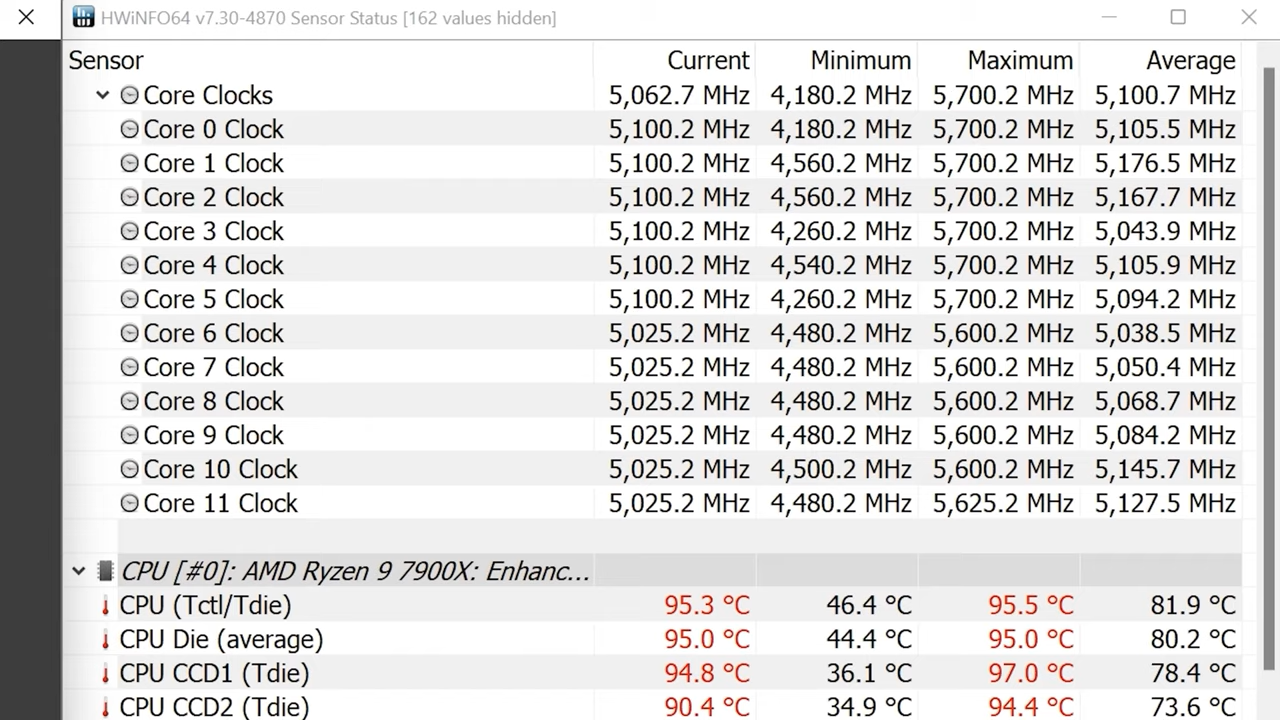 HWiNFO64 v7.30-4870 Sensor Status [162 values hidden]
Sensor Current Minimum Maximum Average
Core Clocks 5,062.7 MHz 4,180.2 MHz 5,700.2 MHz 5,100.7 MHz
Core 0 Clock 5,100.2 MHz 4,180.2 MHz 5,700.2 MHz 5,105.5 MHz
Core 1 Clock 5,100.2 MHz 4,560.2 MHz 5,700.2 MHz 5,176.5 MHz
Core 2 Clock 5,100.2 MHz 4,560.2 MHz 5,700.2 MHz 5,167.7 MHz
Core 3 Clock 5,100.2 MHz 4,260.2 MHz 5,700.2 MHz 5,043.9 MHz
Core 4 Clock 5,100.2 MHz 4,540.2 MHz 5,700.2 MHz 5,105.9 MHz
Core 5 Clock 5,100.2 MHz 4,260.2 MHz 5,700.2 MHz 5,094.2 MHz
Core 6 Clock 5,025.2 MHz 4,480.2 MHz 5,600.2 MHz 5,038.5 MHz
Core 7 Clock 5,025.2 MHz 4,480.2 MHz 5,600.2 MHz 5,050.4 MHz
Core 8 Clock 5,025.2 MHz 4,480.2 MHz 5,600.2 MHz 5,068.7 MHz
Core 9 Clock 5,025.2 MHz 4,480.2 MHz 5,600.2 MHz 5,084.2 MHz
Core 10 Clock 5,025.2 MHz 4,500.2 MHz 5,600.2 MHz 5,145.7 MHz
Core 11 Clock 5,025.2 MHz 4,480.2 MHz 5,625.2 MHz 5,127.5 MHz
CPU [#0]: AMD Ryzen 9 7900X: Enhanc...
CPU (Tctl/Tdie) 95.3 °C 46.4 °C 95.5 °C 81.9 °C
CPU Die (average) 95.0 °C 44.4 °C 95.0 °C 80.2 °C
CPU CCD1 (Tdie) 94.8 °C 36.1 °C 97.0 °C 78.4 °C
CPU CCD2 (Tdie) 90.4 °C 34.9 °C 94.4 °C 73.6 °C